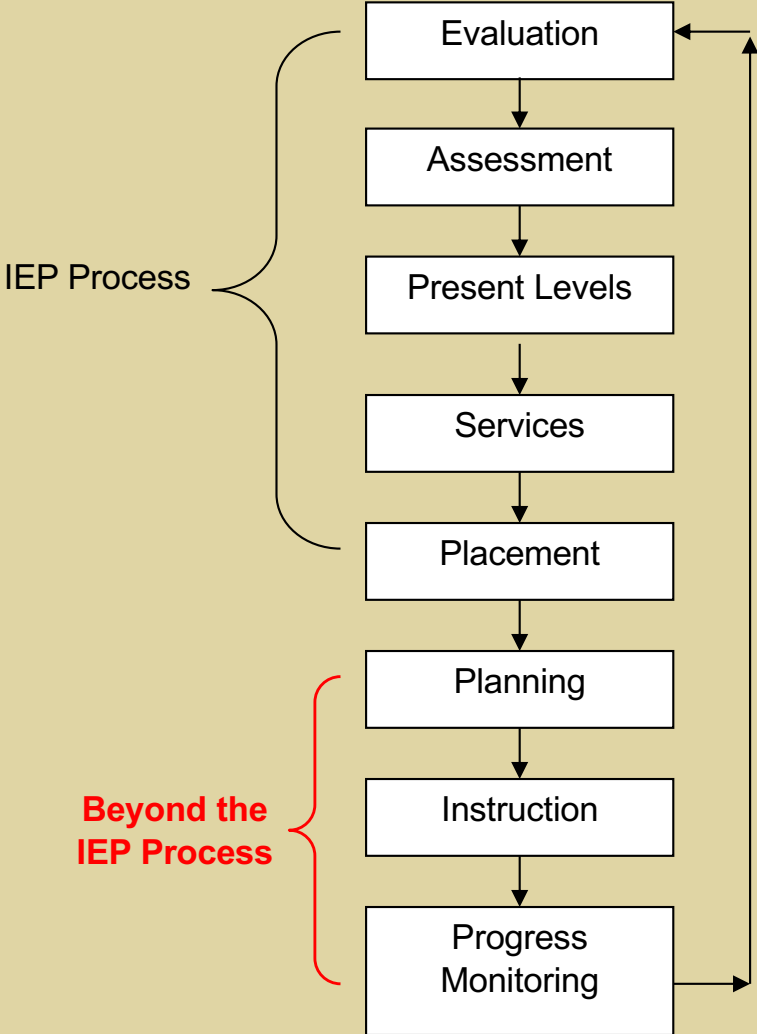 Evaluation
Assessment
Present Levels
IEP Process
Services
Placement
Planning
Beyond the
IEP Process
Instruction
Progress
Monitoring